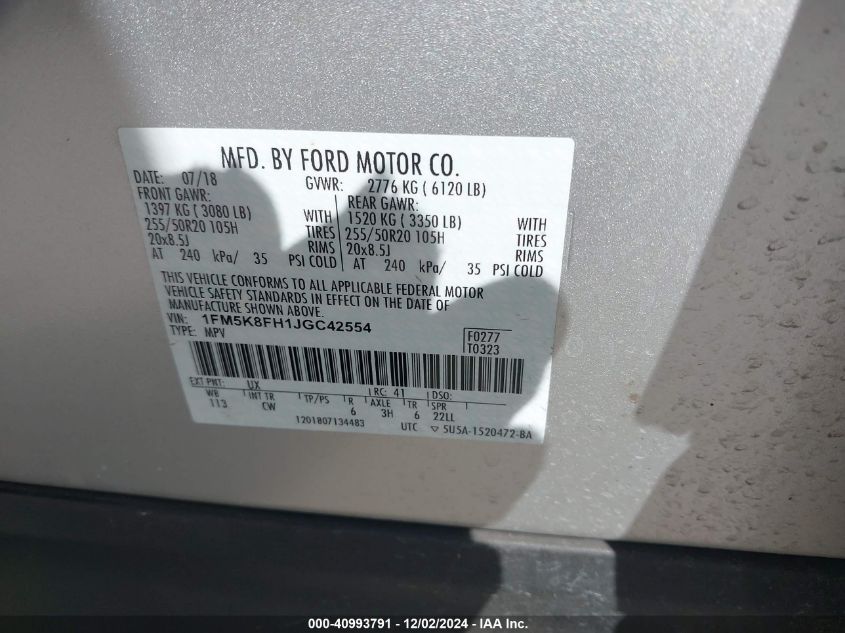 MFD. BY FORD MOTOR CO.
DATE: 07/18 GVWR: 2776 KG ( 6120 LB)
FRONT GAWR: REAR GAWR:
1397 KG ( 3080 LB) WITH 1520 KG ( 3350 LB) WITH
255/50R20 105H TIRES 255/50R20 105H TIRES
20x8.5J RIMS 20x8.5J RIMS
AT 240 kPa/ 35 PSI COLD AT 240 kPa/ 35 PSI COLD
THIS VEHICLE CONFORMS TO ALL APPLICABLE FEDERAL MOTOR
VEHICLE SAFETY STANDARDS IN EFFECT ON THE DATE OF
MANUFACTURE SHOWN ABOVE.
VIN: 1FM5K8FH1JGC42554
TYPE: MPV
F0277
T0323
EXT PNT: UX RC: 41 DSO:
WB INT TR TP/PS R AXLE TR SPR
113 CW 6 3H 6 22LL
1201807134483 UTC ▽ 5U5A-1520472-BA
000-40993791 - 12/02/2024 - IAA Inc.